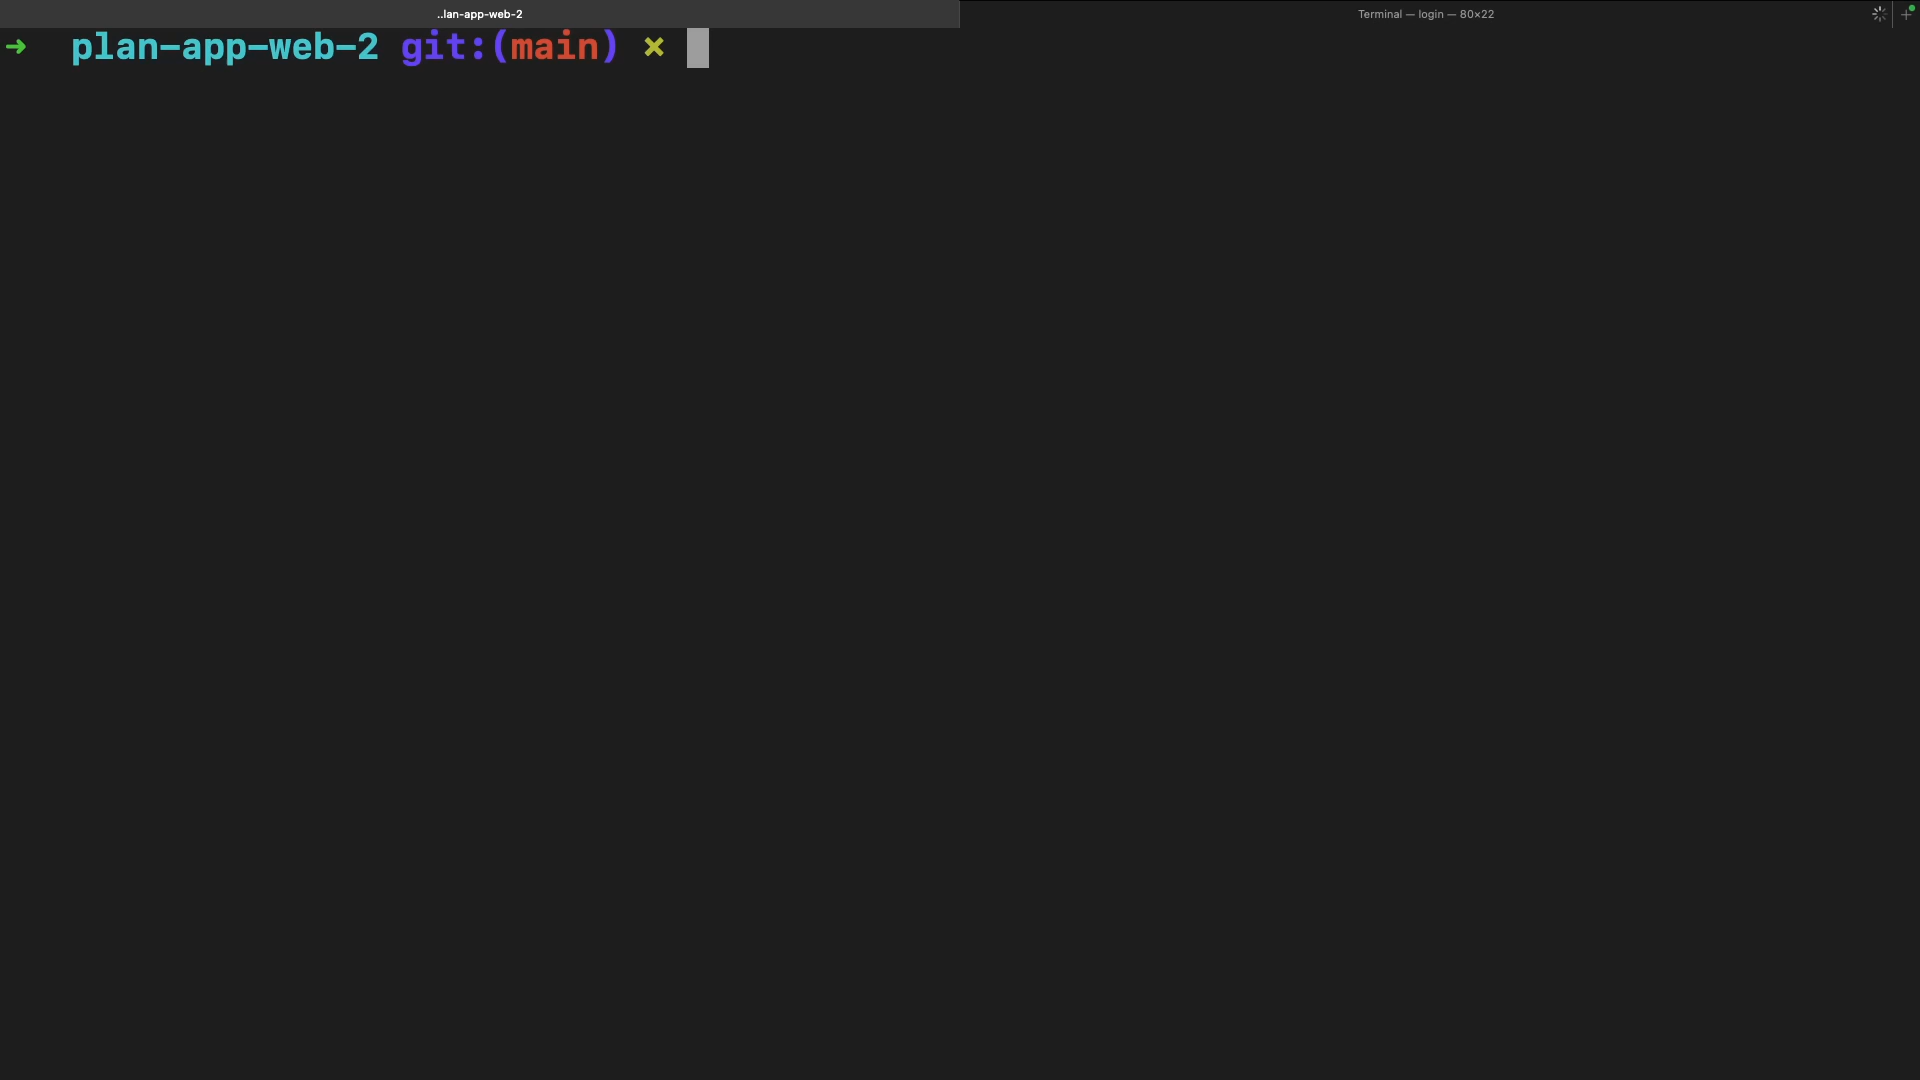 ..lan-app-web-2
Terminal — login — 80×22
➜ plan-app-web-2 git:(main) ✗